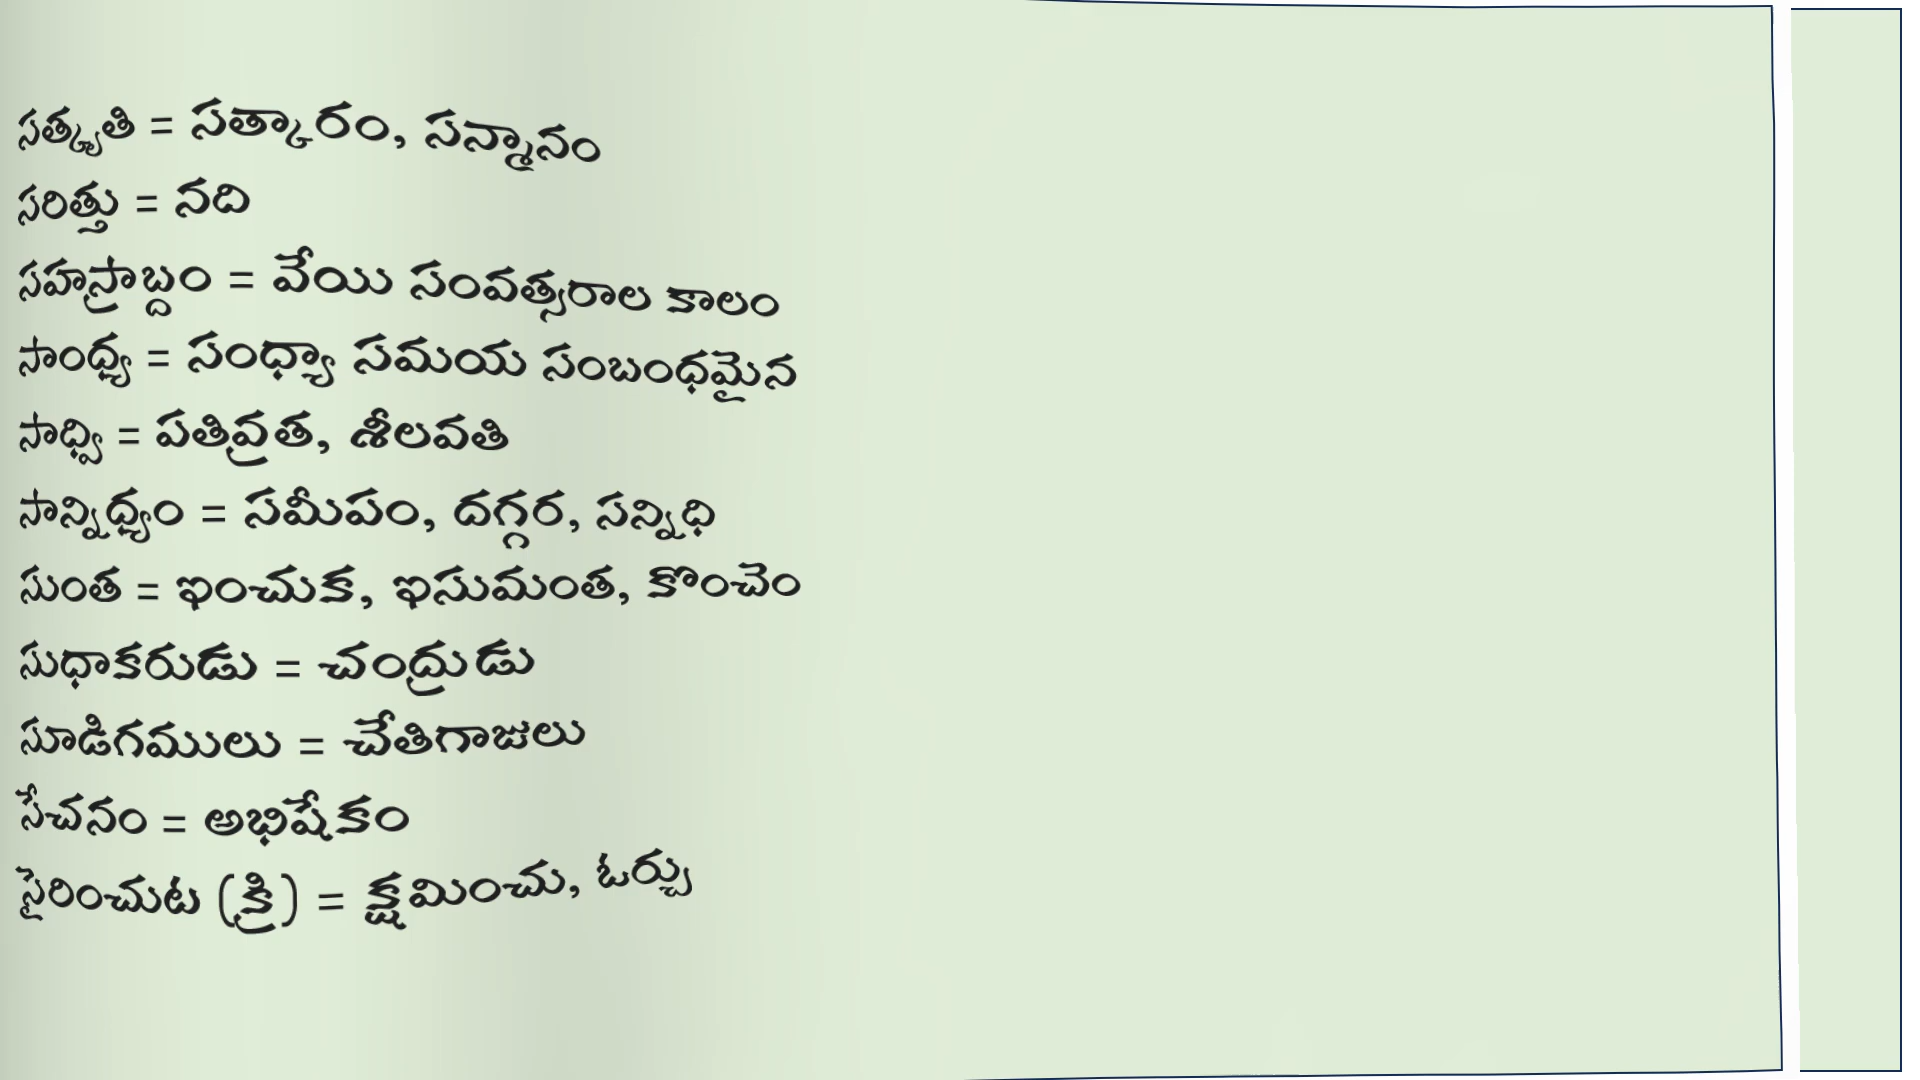 సత్కృతి = సత్కారం, సన్మానం
సరిత్తు = నది
సహస్రాబ్దం = వేయి సంవత్సరాల కాలం
సాంధ్య = సంధ్యా సమయ సంబంధమైన
సాధ్వి = పతివ్రత, శీలవతి
సాన్నిధ్యం = సమీపం, దగ్గర, సన్నిధి
సుంత = ఇంచుక, ఇసుమంత, కొంచెం
సుధాకరుడు = చంద్రుడు
సూడిగములు = చేతిగాజులు
సేచనం = అభిషేకం
సైరించుట (క్రి) = క్షమించు, ఓర్చు